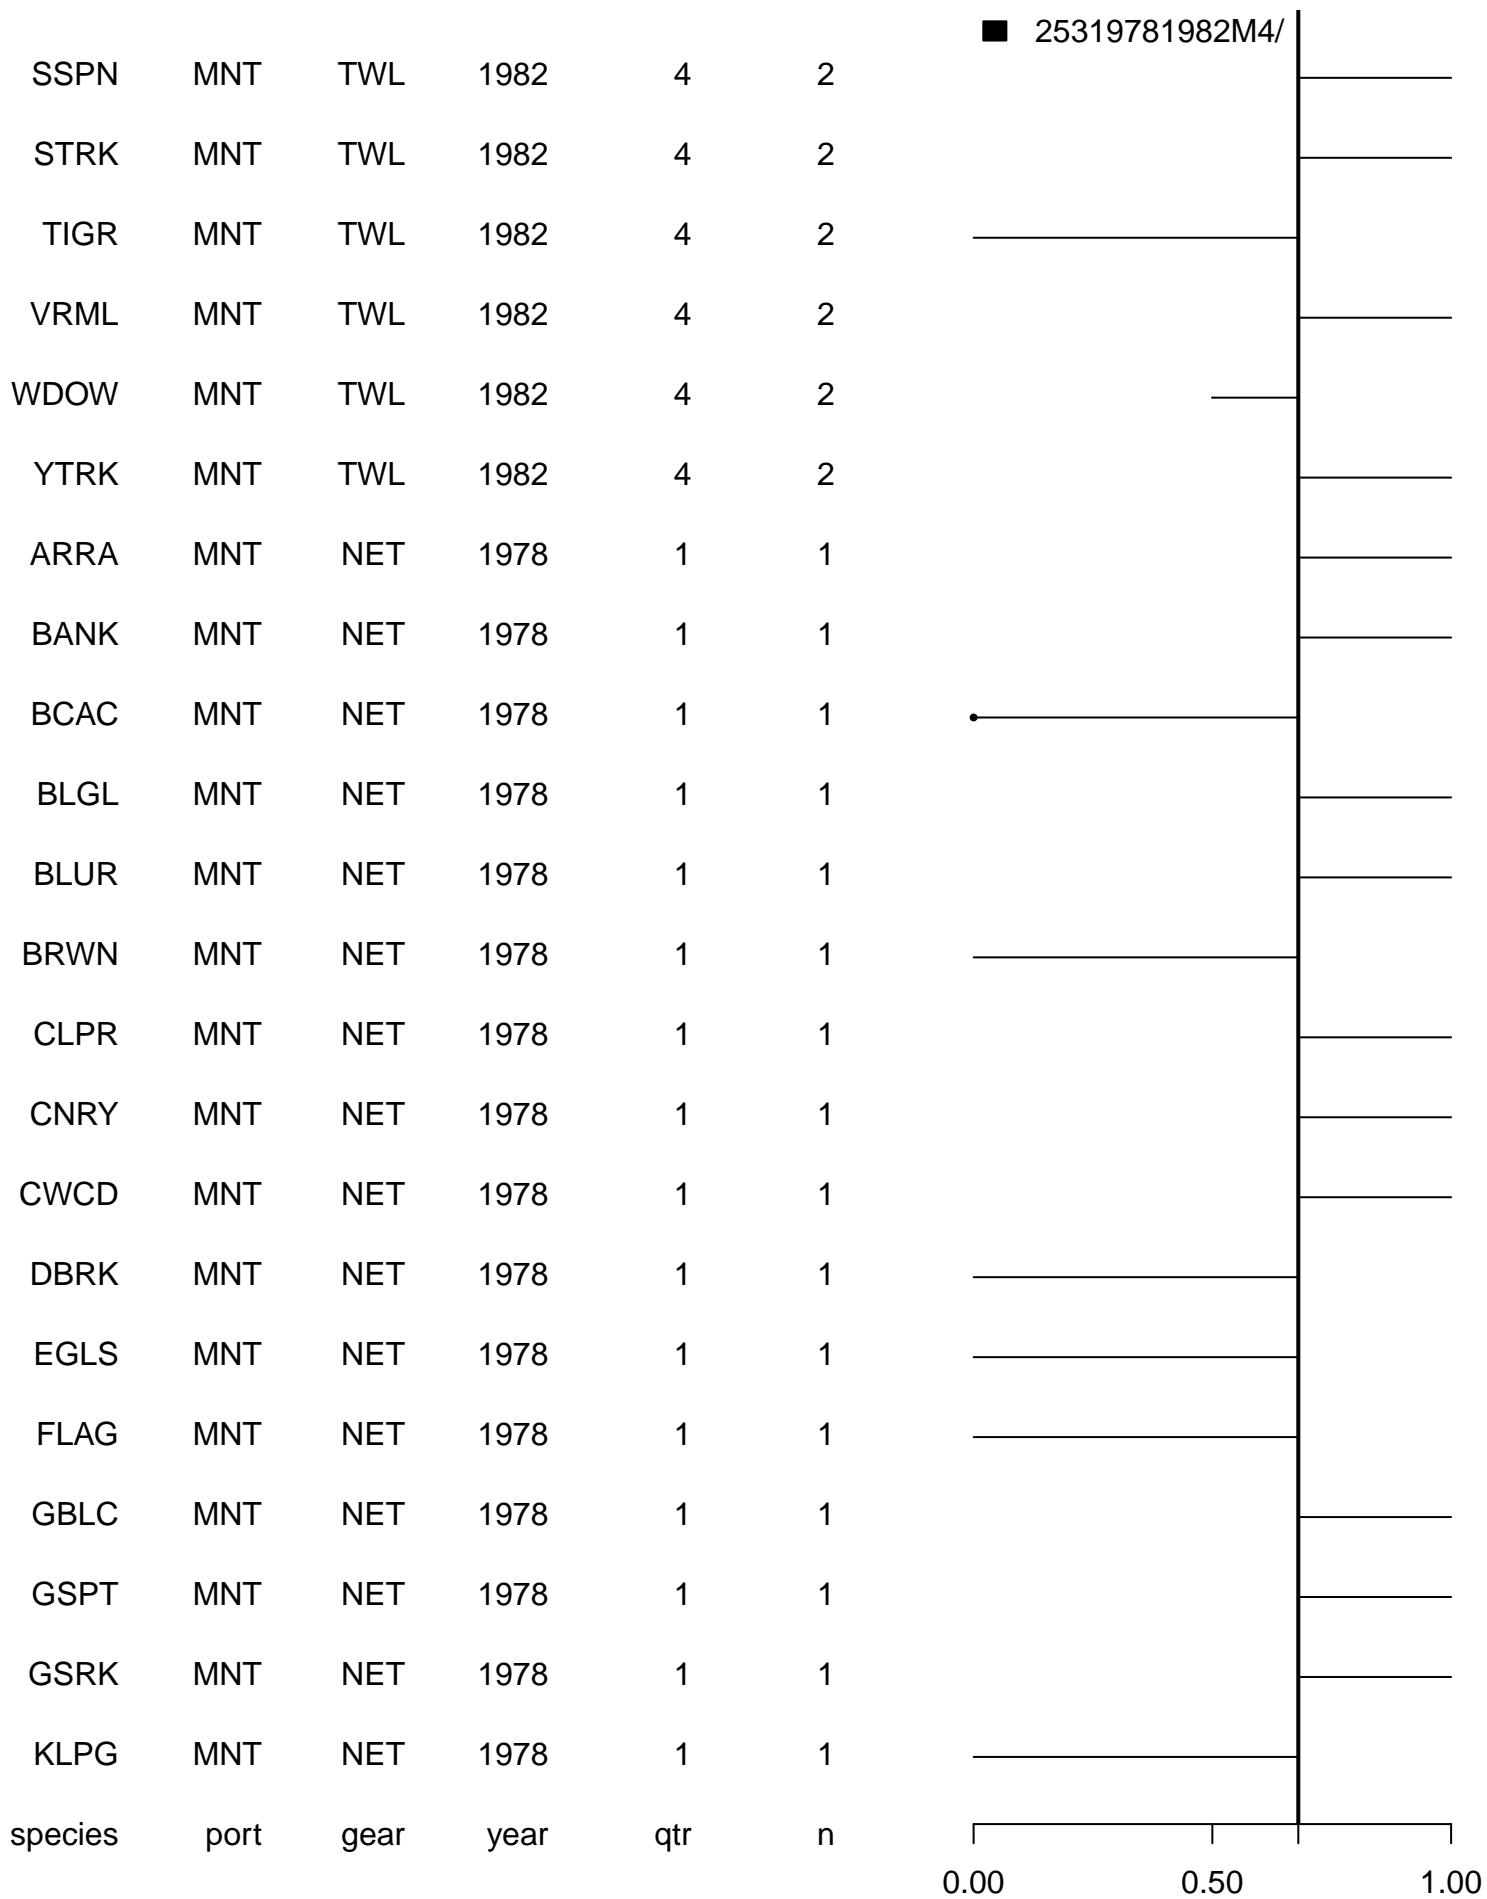 25319781982M4/
SSPN MNT TWL 1982 4 2
STRK MNT TWL 1982 4 2
TIGR MNT TWL 1982 4 2
VRML MNT TWL 1982 4 2
WDOW MNT TWL 1982 4 2
YTRK MNT TWL 1982 4 2
ARRA MNT NET 1978 1 1
BANK MNT NET 1978 1 1
BCAC MNT NET 1978 1 1
BLGL MNT NET 1978 1 1
BLUR MNT NET 1978 1 1
BRWN MNT NET 1978 1 1
CLPR MNT NET 1978 1 1
CNRY MNT NET 1978 1 1
CWCD MNT NET 1978 1 1
DBRK MNT NET 1978 1 1
EGLS MNT NET 1978 1 1
FLAG MNT NET 1978 1 1
GBLC MNT NET 1978 1 1
GSPT MNT NET 1978 1 1
GSRK MNT NET 1978 1 1
KLPG MNT NET 1978 1 1
species port gear year qtr n
0.00 0.50 1.00